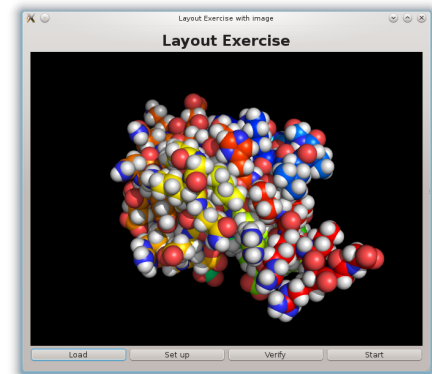 Layout Exercise with image
Layout Exercise
Load Set up Verify Start